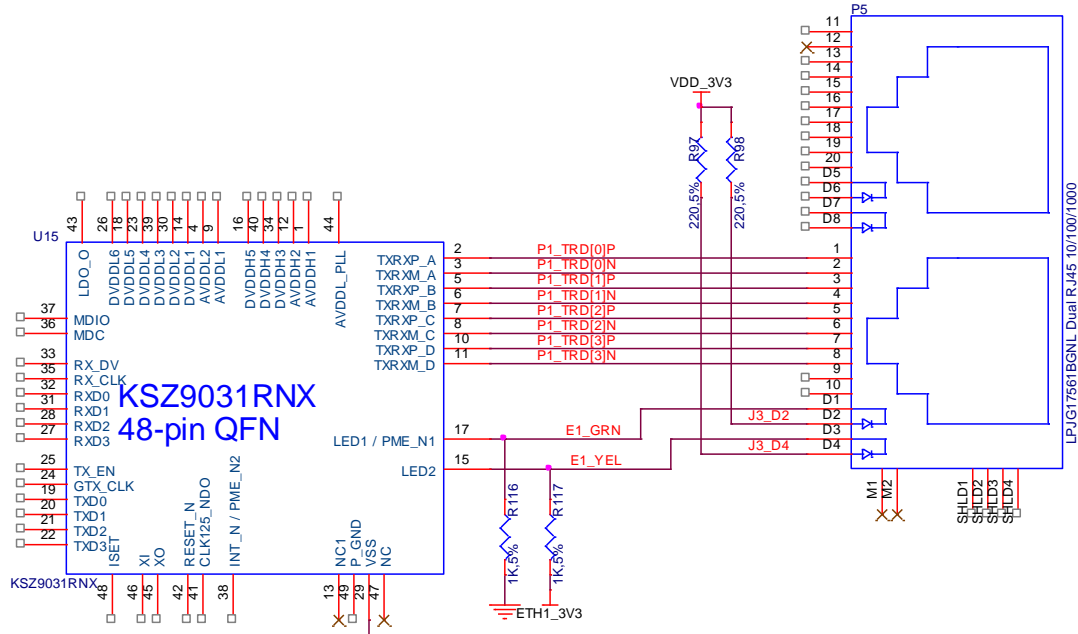 P5
11
12
13
14
15
16
17
18
19
20
D5
D6
D7
D8
VDD_3V3
R97
R98
220,5%
220,5%
LPJG17561BGNL Dual RJ45 10/100/1000
U15
43
26
18
23
39
30
14
4
9
16
40
34
12
1
44
LDO_O
DVDDL6
DVDDL5
DVDDL4
DVDDL3
DVDDL2
DVDDL1
AVDDL2
AVDDL1
DVDDH5
DVDDH4
DVDDH3
AVDDH2
AVDDH1
AVDDL_PLL
TXRXP_A 2 P1_TRD[0]P 1
TXRXM_A 3 P1_TRD[0]N 2
TXRXP_B 5 P1_TRD[1]P 3
TXRXM_B 6 P1_TRD[1]N 4
TXRXP_C 7 P1_TRD[2]P 5
TXRXM_C 8 P1_TRD[2]N 6
TXRXP_D 10 P1_TRD[3]P 7
TXRXM_D 11 P1_TRD[3]N 8
9
10
D1
J3_D2 D2
D3
J3_D4 D4
37 MDIO
36 MDC
33 RX_DV
35 RX_CLK
32 RXD0
31 RXD1
28 RXD2
27 RXD3
KSZ9031RNX
48-pin QFN
LED1 / PME_N1 17 E1_GRN
LED2 15 E1_YEL
25 TX_EN
24 GTX_CLK
19 TXD0
20 TXD1
21 TXD2
22 TXD3
ISET
XI
XO
RESET_N
CLK125_NDO
INT_N / PME_N2
NC1
P_GND
VSS
NC
R116
R117
1K,5%
1K,5%
M1
M2
SHLD1
SHLD2
SHLD3
SHLD4
KSZ9031RNX
48
46
45
42
41
38
13
49
29
47
ETH1_3V3